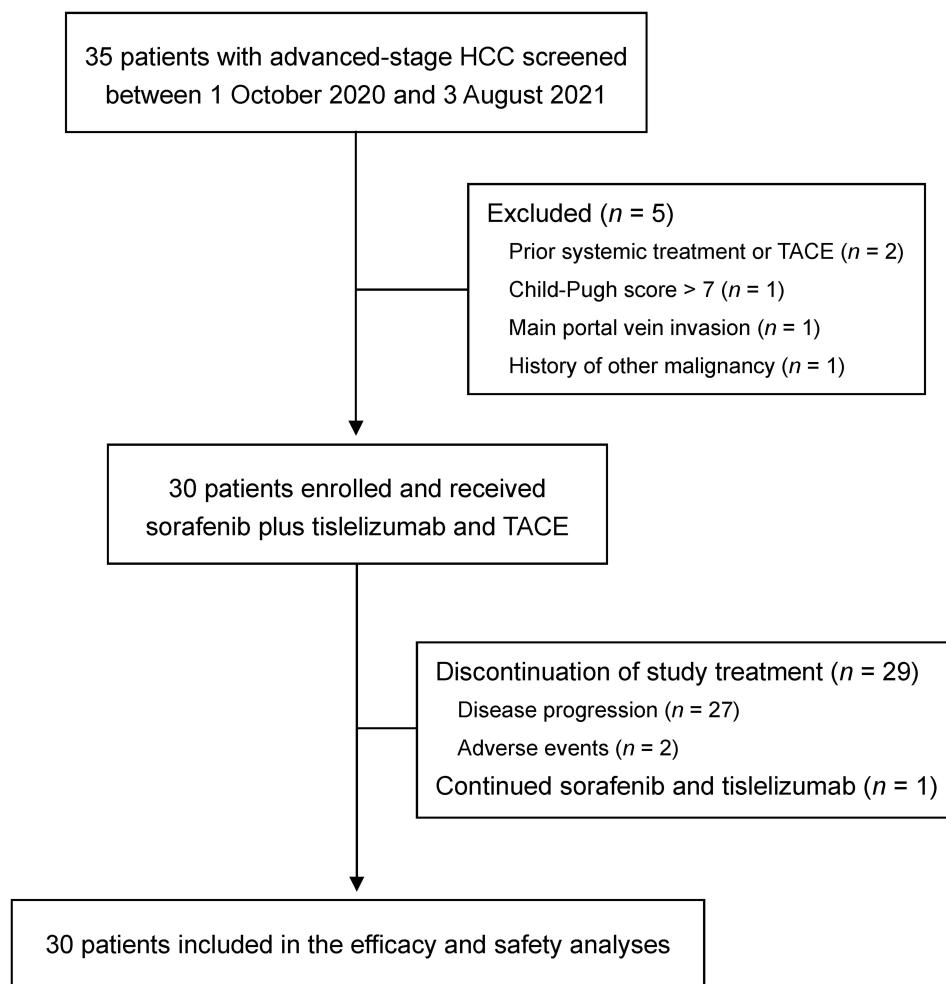 35 patients with advanced-stage HCC screened
between 1 October 2020 and 3 August 2021
Excluded (n = 5)
Prior systemic treatment or TACE (n = 2)
Child-Pugh score > 7 (n = 1)
Main portal vein invasion (n = 1)
History of other malignancy (n = 1)
30 patients enrolled and received
sorafenib plus tislelizumab and TACE
Discontinuation of study treatment (n = 29)
Disease progression (n = 27)
Adverse events (n = 2)
Continued sorafenib and tislelizumab (n = 1)
30 patients included in the efficacy and safety analyses